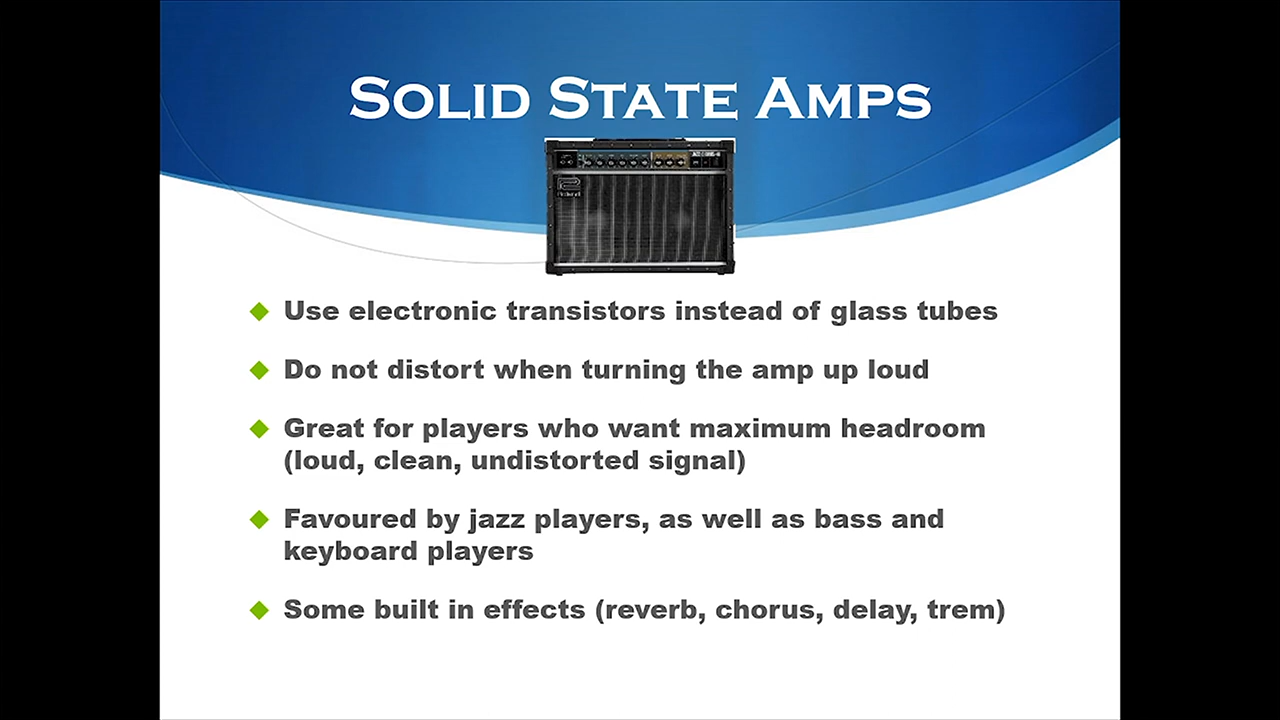 Solid State Amps
Roland
Use electronic transistors instead of glass tubes
Do not distort when turning the amp up loud
Great for players who want maximum headroom
(loud, clean, undistorted signal)
Favoured by jazz players, as well as bass and
keyboard players
Some built in effects (reverb, chorus, delay, trem)